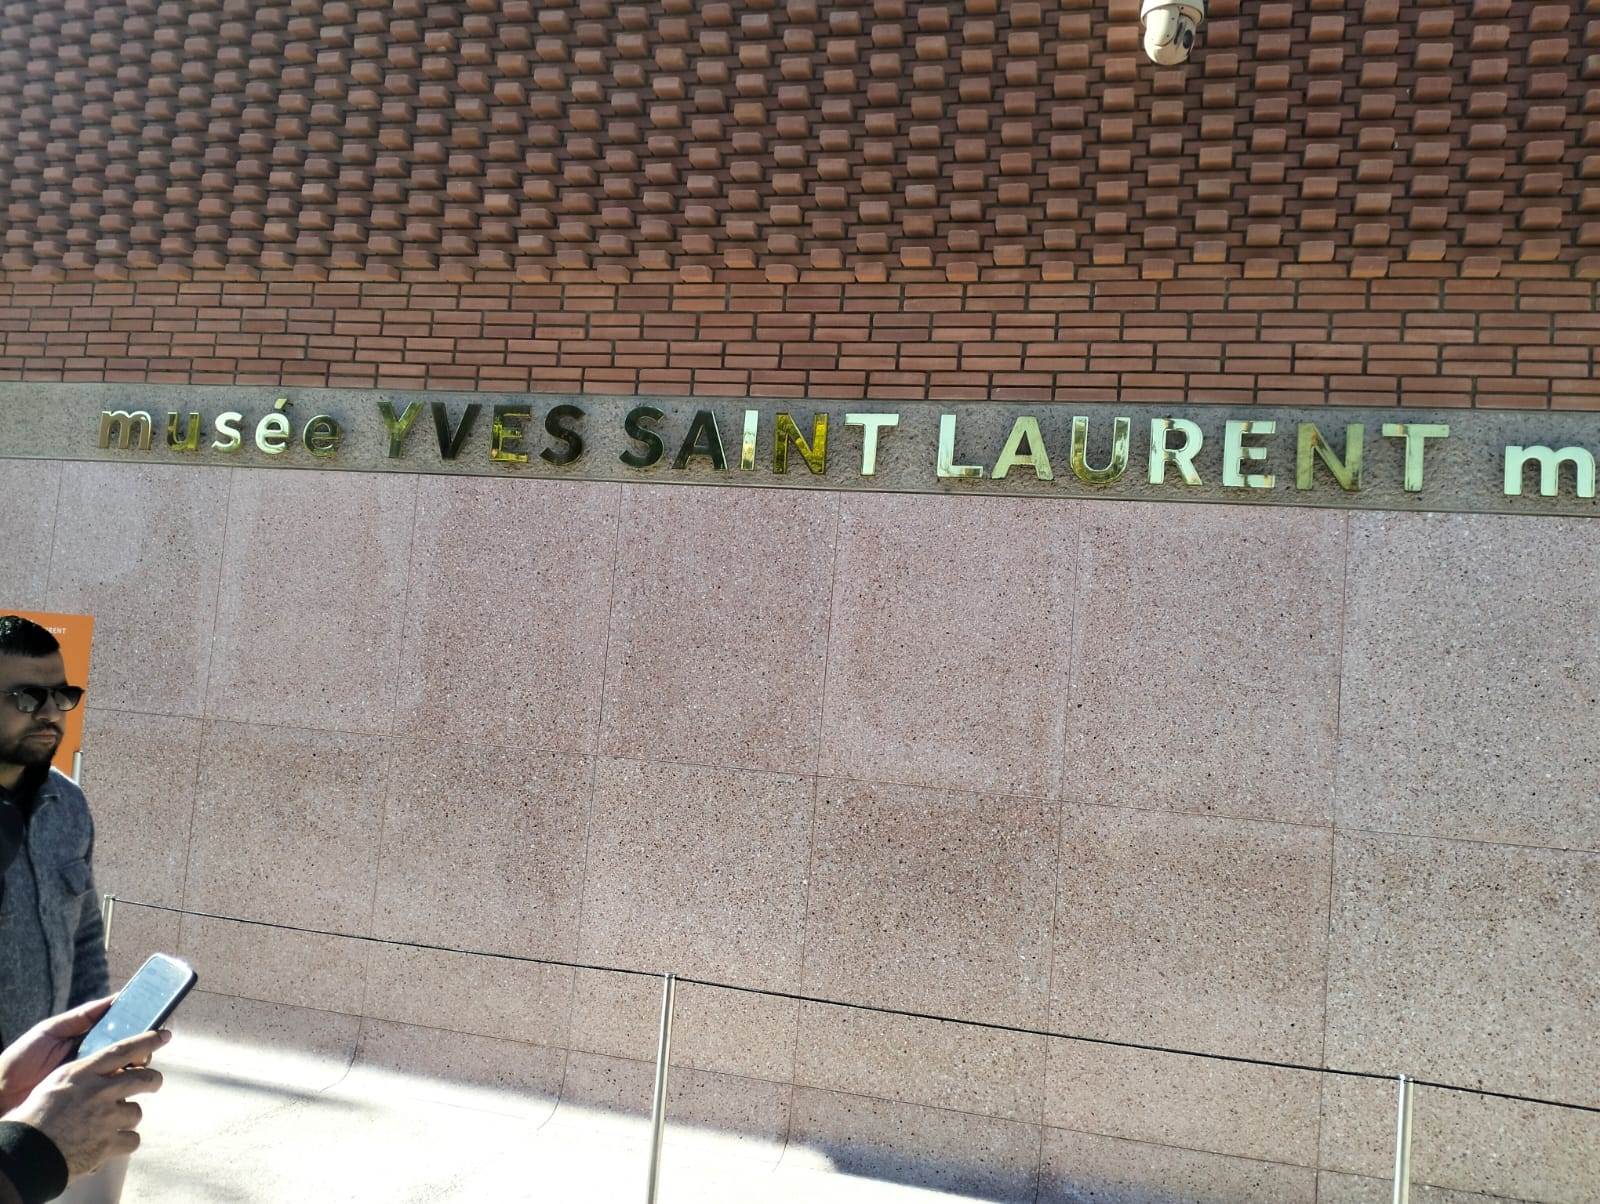 musée YVES SAINT LAURENT m